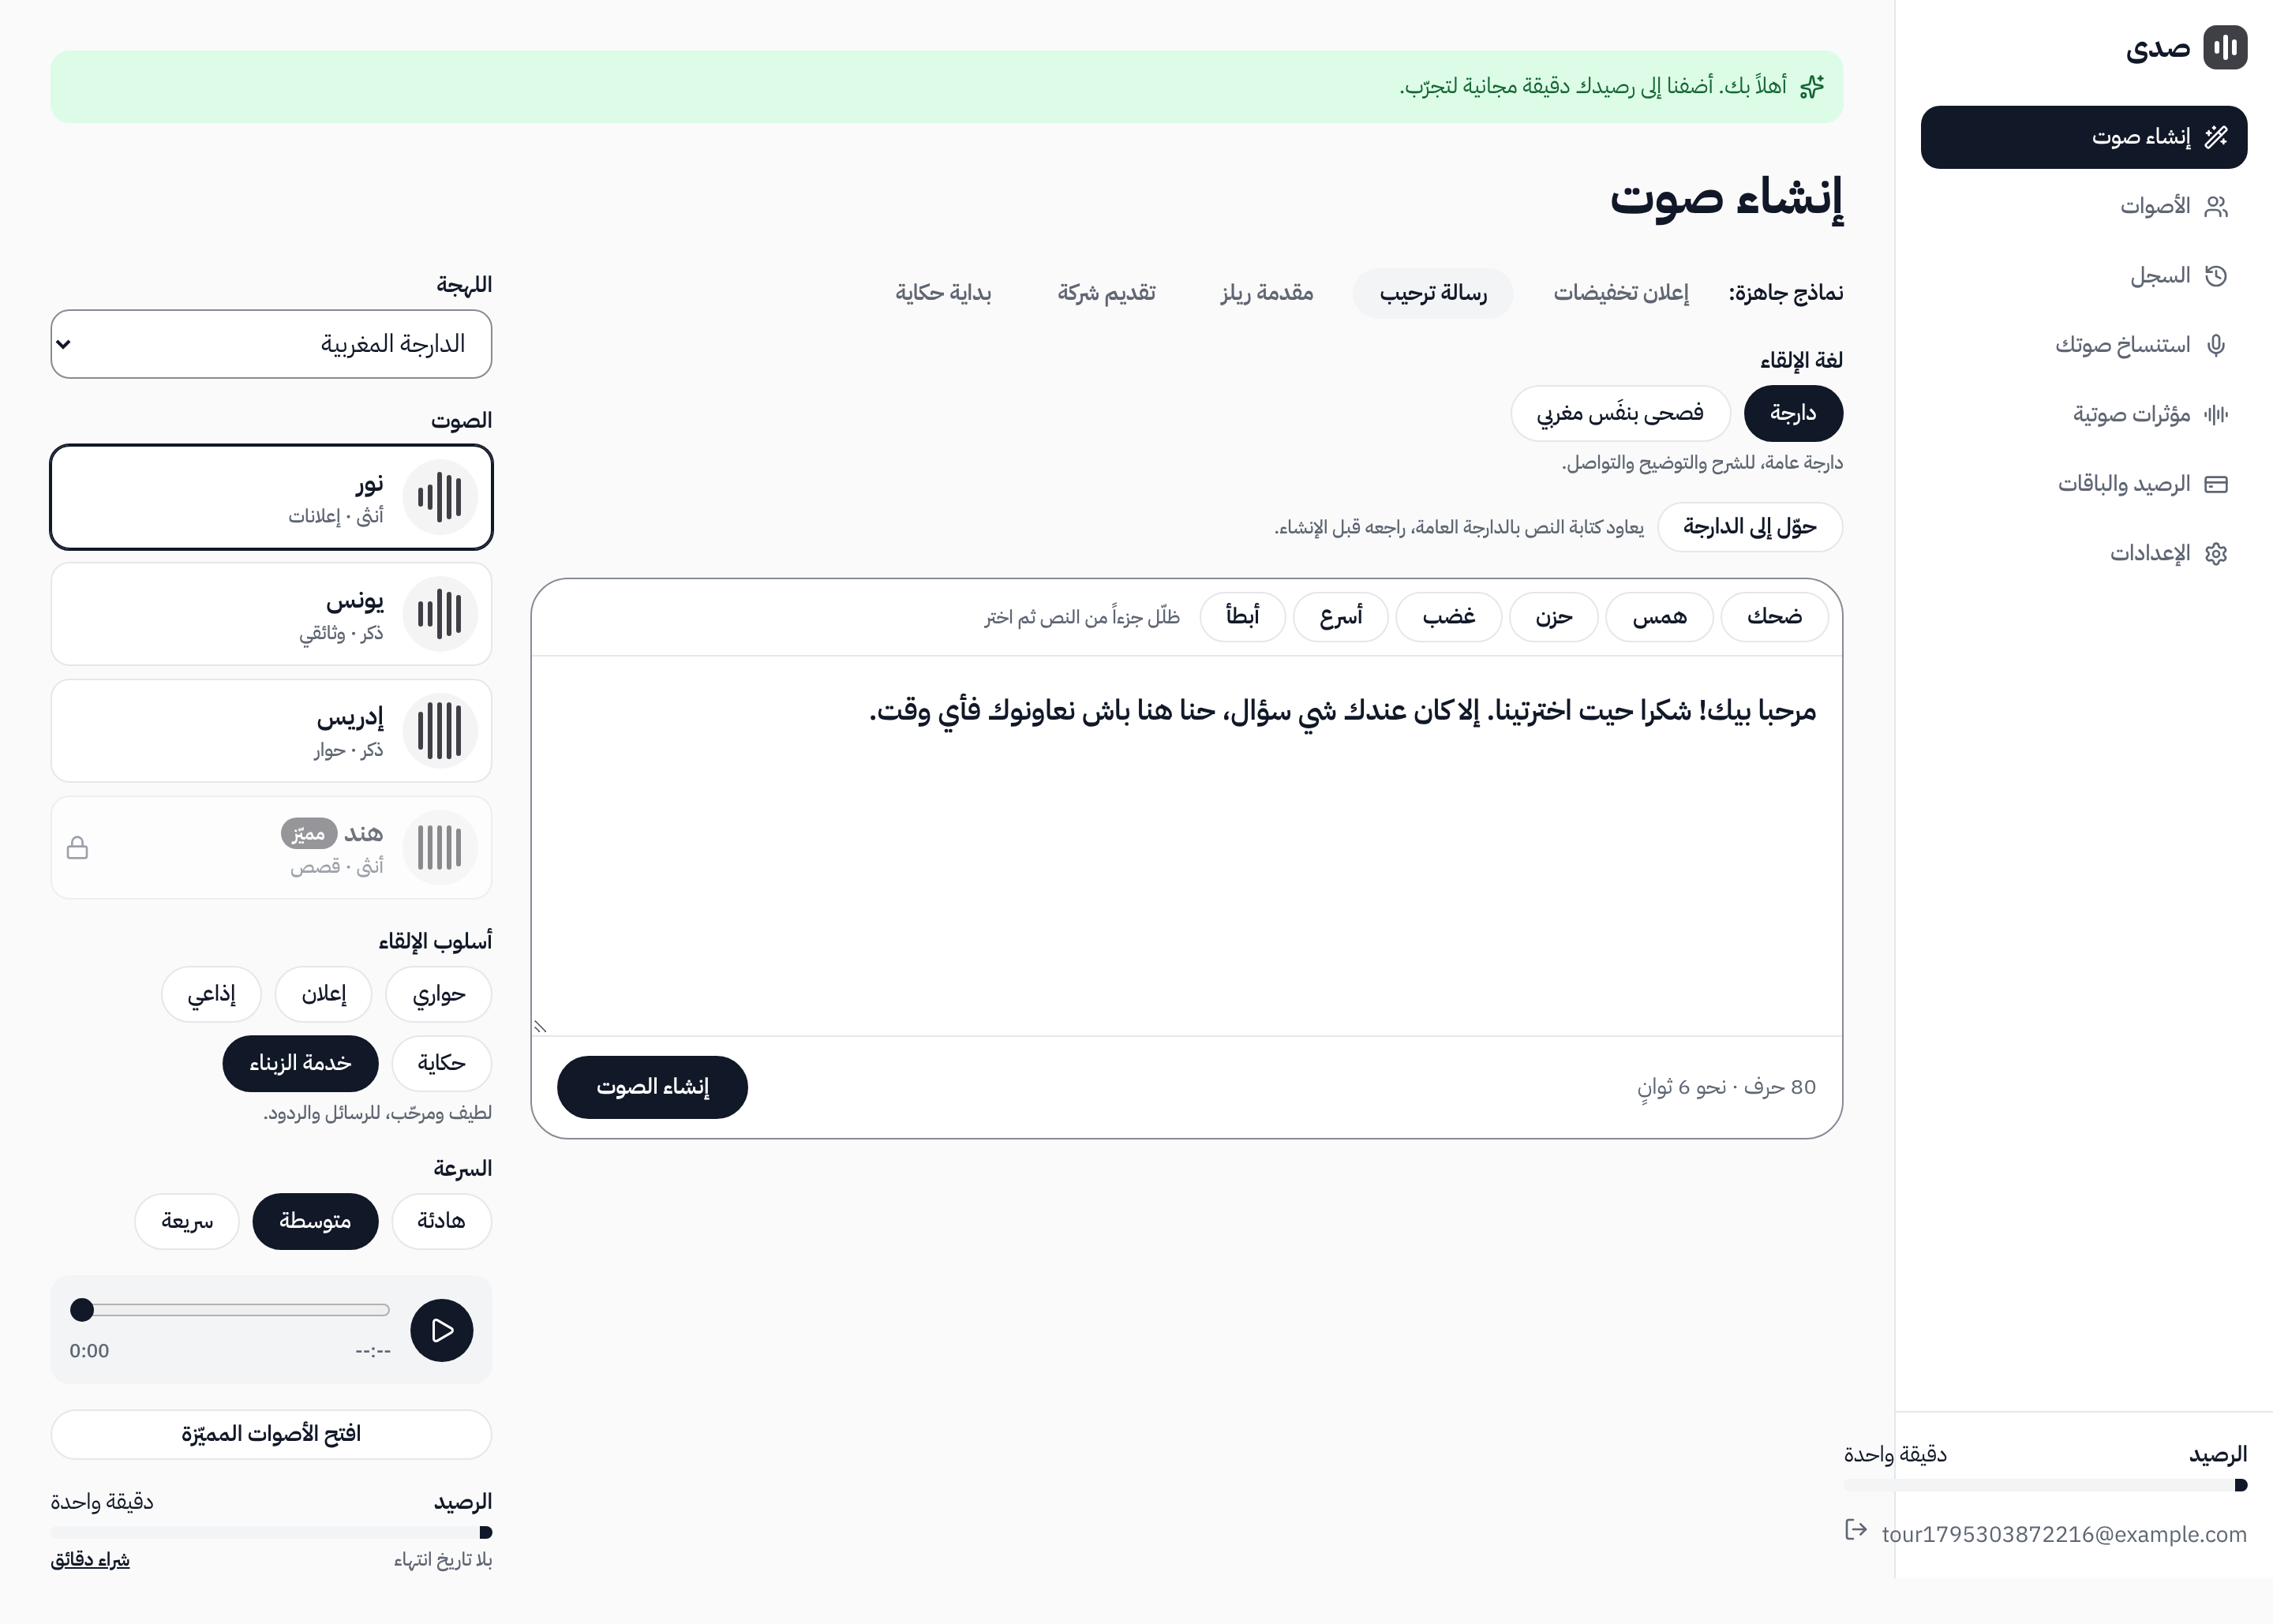 صدى
إنشاء صوت
الأصوات
السجل
استنساخ صوتك
مؤثرات صوتية
الرصيد والباقات
الإعدادات
الرصيد دقيقة واحدة
tour1795303872216@example.com
أهلاً بك. أضفنا إلى رصيدك دقيقة مجانية لتجرّب.
إنشاء صوت
نماذج جاهزة: إعلان تخفيضات رسالة ترحيب مقدمة ريلز تقديم شركة بداية حكاية
لغة الإلقاء
دارجة فصحى بنفَس مغربي
دارجة عامة، للشرح والتوضيح والتواصل.
حوّل إلى الدارجة يعاود كتابة النص بالدارجة العامة، راجعه قبل الإنشاء.
ضحك همس حزن غضب أسرع أبطأ ظلّل جزءاً من النص ثم اختر
مرحبا بيك! شكرا حيت اخترتينا. إلا كان عندك شي سؤال، حنا هنا باش نعاونوك فأي وقت.
80 حرف · نحو 6 ثوانٍ إنشاء الصوت
اللهجة
الدارجة المغربية
الصوت
نور
أنثى · إعلانات
يونس
ذكر · وثائقي
إدريس
ذكر · حوار
هند مميّز
أنثى · قصص
أسلوب الإلقاء
حواري إعلان إذاعي
حكاية خدمة الزبناء
لطيف ومرحّب، للرسائل والردود.
السرعة
هادئة متوسطة سريعة
0:00 --:--
افتح الأصوات المميّزة
الرصيد دقيقة واحدة
بلا تاريخ انتهاء شراء دقائق